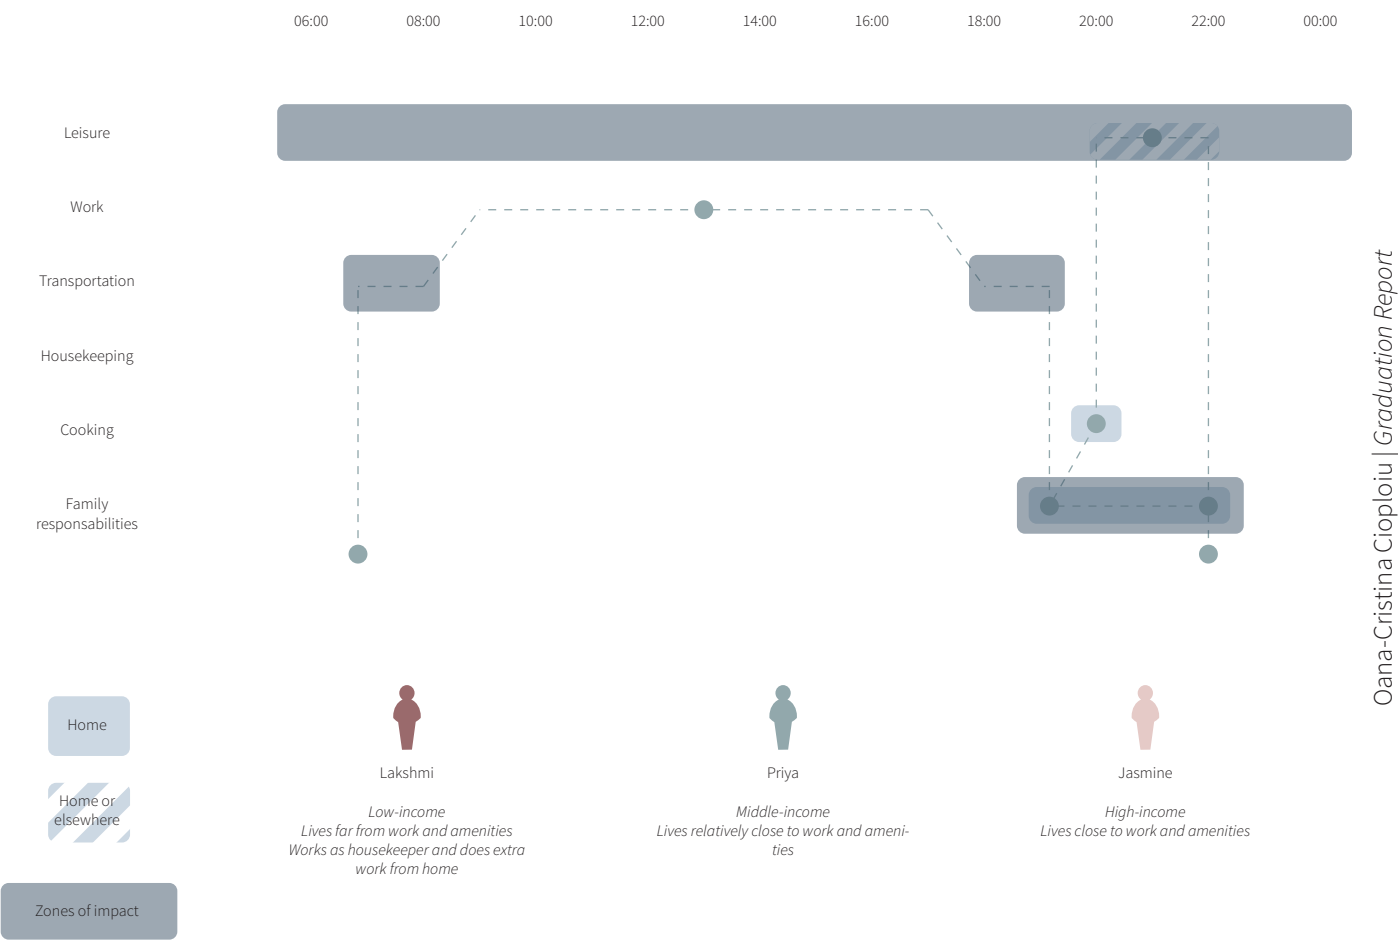 06:00 08:00 10:00 12:00 14:00 16:00 18:00 20:00 22:00 00:00
Leisure
Work
Transportation
Housekeeping
Cooking
Family
responsabilities
Oana-Cristina Cioploiu | Graduation Report
Home
Home or
elsewhere
Zones of impact
Lakshmi
Low-income
Lives far from work and amenities
Works as housekeeper and does extra
work from home
Priya
Middle-income
Lives relatively close to work and ameni-
ties
Jasmine
High-income
Lives close to work and amenities